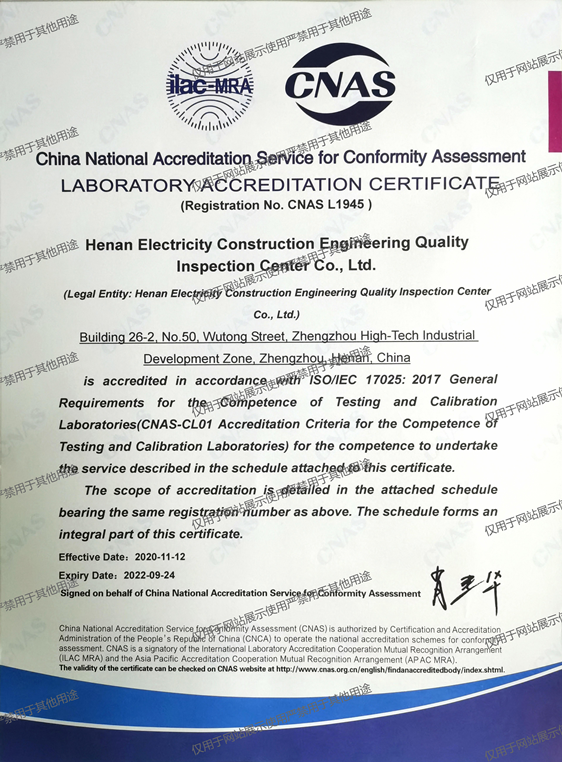 ilac-MRA
CNAS
China National Accreditation Service for Conformity Assessment
LABORATORY ACCREDITATION CERTIFICATE
(Registration No. CNAS L1945 )
Henan Electricity Construction Engineering Quality
Inspection Center Co., Ltd.
(Legal Entity: Henan Electricity Construction Engineering Quality Inspection Center
Co., Ltd.)
Building 26-2, No.50, Wutong Street, Zhengzhou High-Tech Industrial
Development Zone, Zhengzhou, Henan, China
is accredited in accordance with ISO/IEC 17025: 2017 General
Requirements for the Competence of Testing and Calibration
Laboratories(CNAS-CL01 Accreditation Criteria for the Competence of
Testing and Calibration Laboratories) for the competence to undertake
the service described in the schedule attached to this certificate.
The scope of accreditation is detailed in the attached schedule
bearing the same registration number as above. The schedule forms an
integral part of this certificate.
Effective Date: 2020-11-12
Expiry Date: 2022-09-24
Signed on behalf of China National Accreditation Service for Conformity Assessment
China National Accreditation Service for Conformity Assessment (CNAS) is authorized by Certification and Accreditation
Administration of the People's Republic of China (CNCA) to operate the national accreditation schemes for conformity
assessment. CNAS is a signatory of the International Laboratory Accreditation Cooperation Mutual Recognition Arrangement
(ILAC MRA) and the Asia Pacific Accreditation Cooperation Mutual Recognition Arrangement (APAC MRA).
The validity of the certificate can be checked on CNAS website at http://www.cnas.org.cn/english/findanaccreditedbody/index.shtml.
仅用于网站展示使用严禁用于其他用途